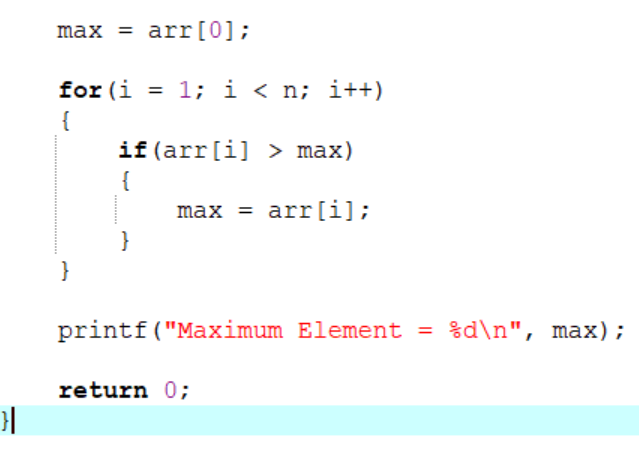 max = arr[0];
for(i = 1; i < n; i++)
{
if(arr[i] > max)
{
max = arr[i];
}
}
printf("Maximum Element = %d\n", max);
return 0;
}